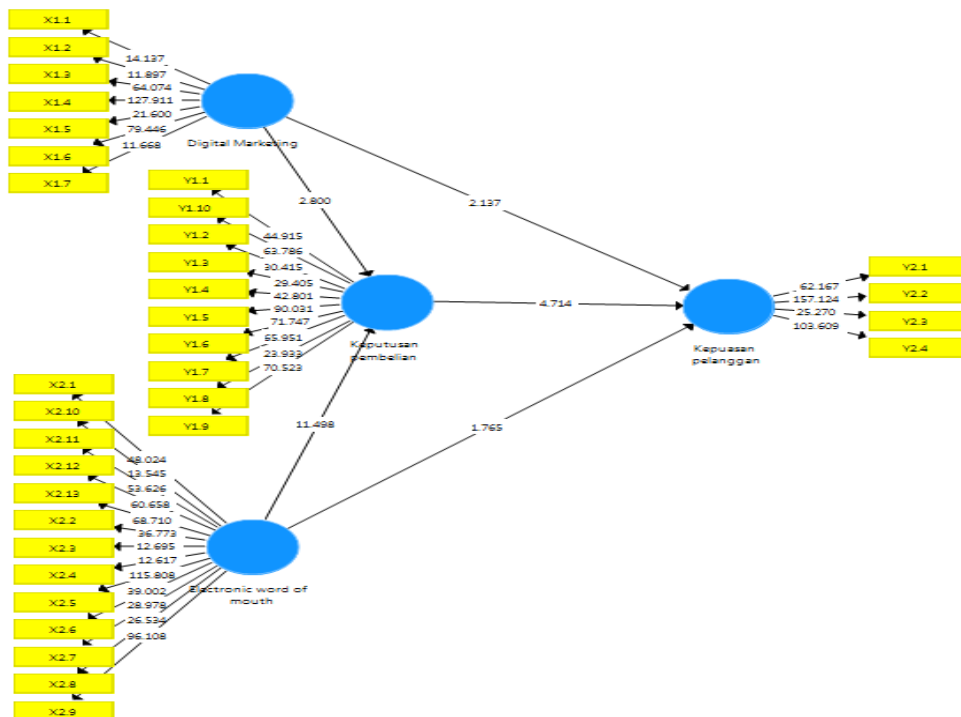 X1.1
X1.2
X1.3
X1.4
X1.5
X1.6
X1.7
14.137
11.897
64.074
127.911
21.600
79.446
11.668
Digital Marketing
2.800
2.137
Y1.1
Y1.10
Y1.2
Y1.3
Y1.4
Y1.5
Y1.6
Y1.7
Y1.8
Y1.9
44.915
63.786
30.415
29.405
42.801
90.031
71.747
65.951
23.933
70.523
Keputusan
pembelian
4.714
Kepuasan
pelanggan
62.167
157.124
25.270
103.609
Y2.1
Y2.2
Y2.3
Y2.4
11.498
1.765
X2.1
X2.10
X2.11
X2.12
X2.13
X2.2
X2.3
X2.4
X2.5
X2.6
X2.7
X2.8
X2.9
48.024
13.545
53.626
60.658
68.710
36.773
12.695
12.617
115.808
39.002
28.978
26.534
96.108
Electronic word of
mouth